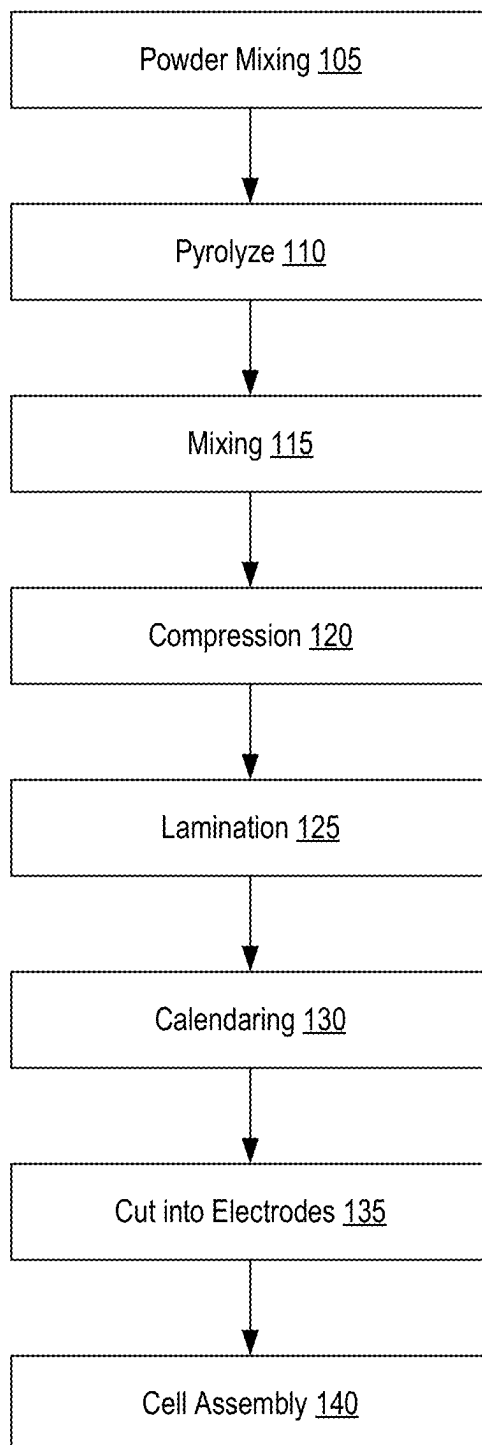 Powder Mixing 105
Pyrolyze 110
Mixing 115
Compression 120
Lamination 125
Calendaring 130
Cut into Electrodes 135
Cell Assembly 140